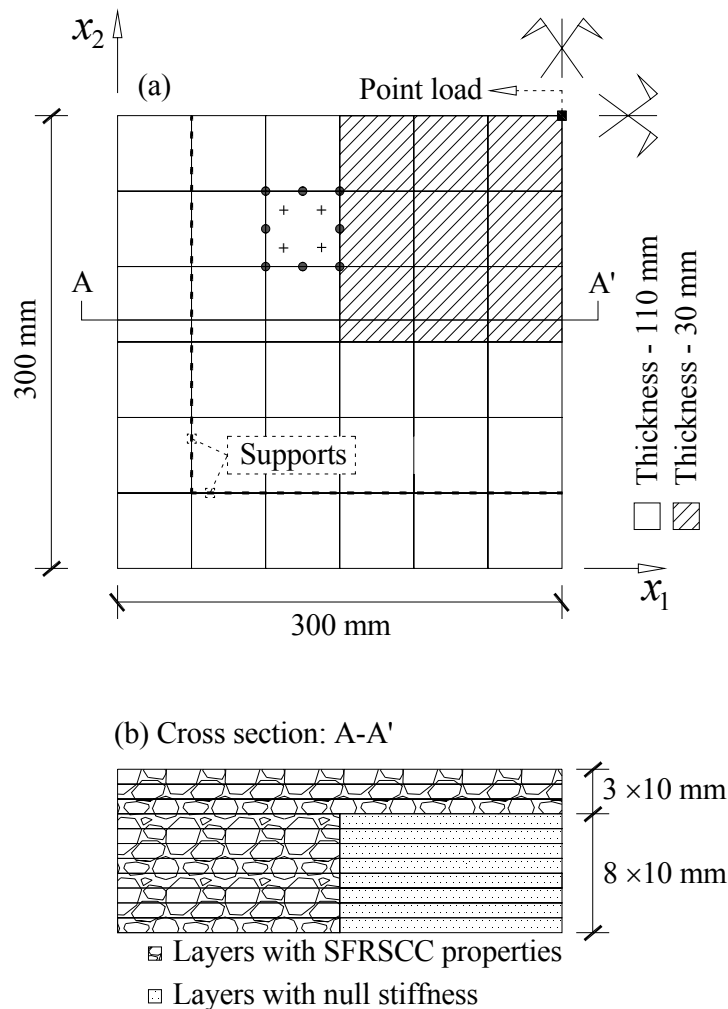 x2
(a)
Point load
A
A'
300 mm
Supports
Thickness - 110 mm
Thickness - 30 mm
x1
300 mm
(b) Cross section: A-A'
3 ×10 mm
8 ×10 mm
Layers with SFRSCC properties
Layers with null stiffness